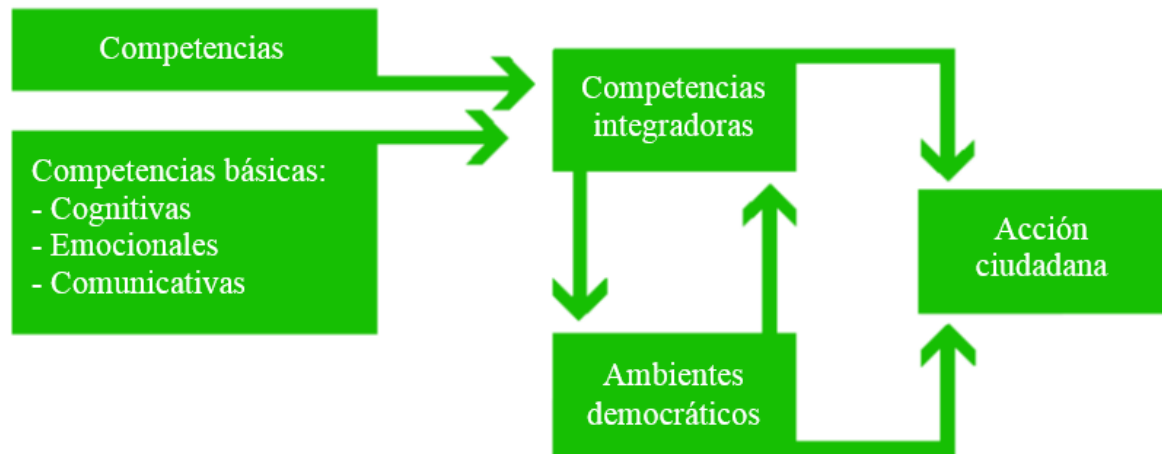 Competencias
Competencias básicas:
- Cognitivas
- Emocionales
- Comunicativas
Competencias
integradoras
Ambientes
democráticos
Acción
ciudadana